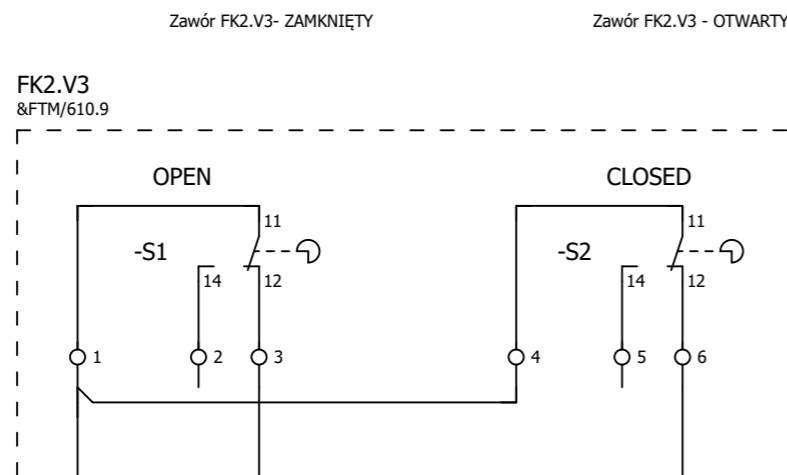 Zawór FK2.V3- ZAMKNIĘTY
Zawór FK2.V3 - OTWARTY
FK2.V3
&FTM/610.9
OPEN
CLOSED
11
11
-S1
-S2
14
12
14
12
1
2
3
4
5
6